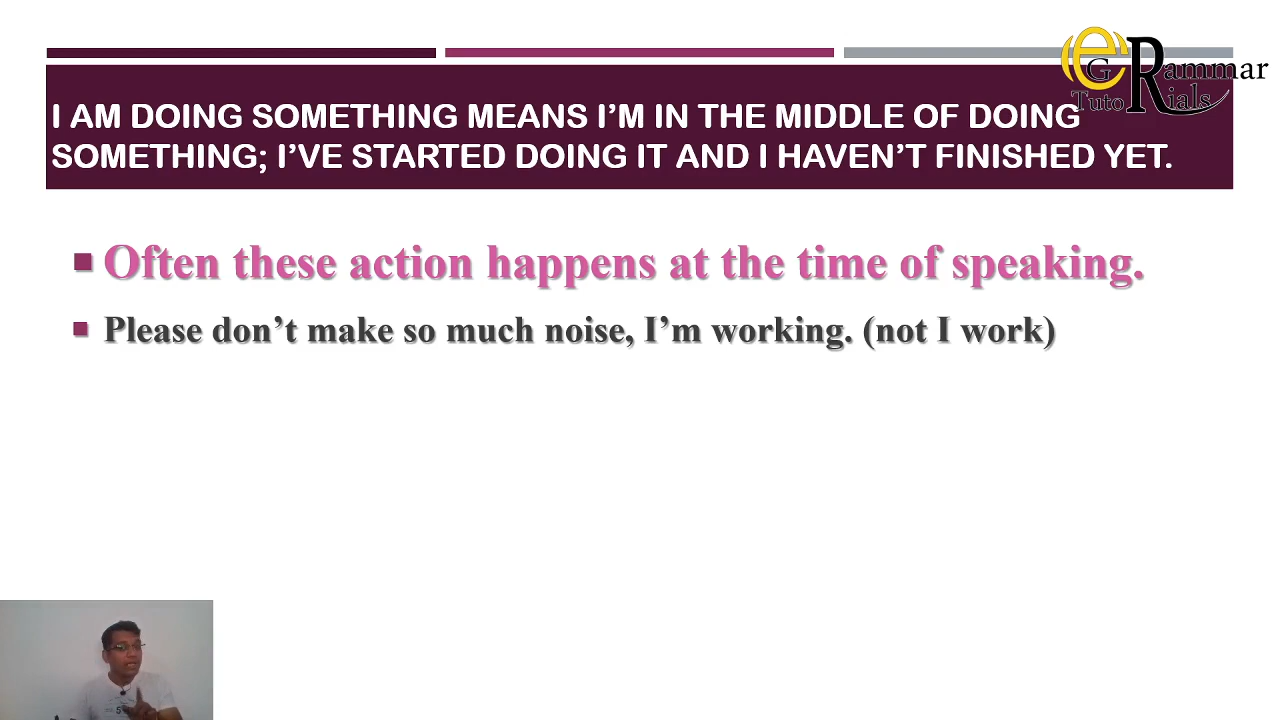 eGRammar
TutoRials
I AM DOING SOMETHING MEANS I’M IN THE MIDDLE OF DOING
SOMETHING; I’VE STARTED DOING IT AND I HAVEN’T FINISHED YET.
Often these action happens at the time of speaking.
Please don’t make so much noise, I’m working. (not I work)